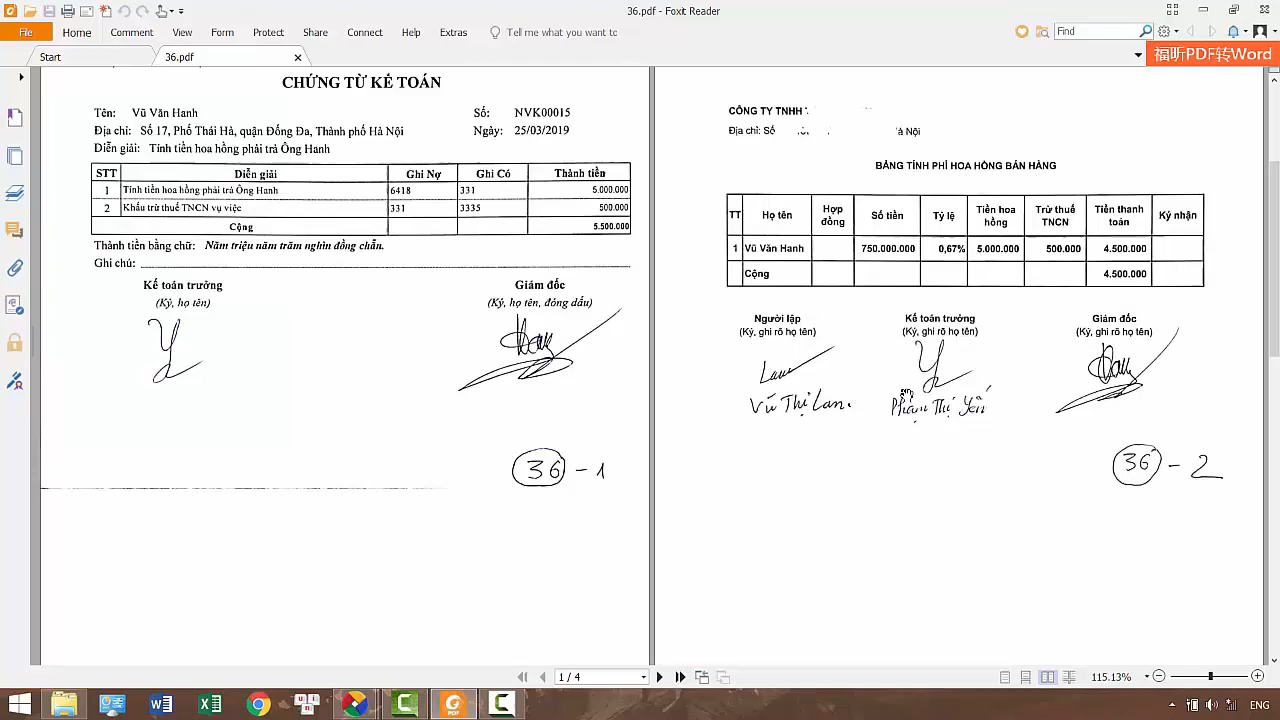 36.pdf - Foxit Reader
File Home Comment View Form Protect Share Connect Help Extras Tell me what you want to Find
Start 36.pdf 福昕PDF转Word
CHỨNG TỪ KẾ TOÁN
Tên: Vũ Văn Hanh Số: NVK00015
Địa chỉ: Số 17, Phố Thái Hà, quận Đống Đa, Thành phố Hà Nội Ngày: 25/03/2019
Diễn giải: Tính tiền hoa hồng phải trả Ông Hanh
STT Diễn giải Ghi Nợ Ghi Có Thành tiền
1 Tính tiền hoa hồng phải trả Ông Hanh 6418 331 5.000.000
2 Khấu trừ thuế TNCN vụ việc 331 3335 500.000
Cộng 5.500.000
Thành tiền bằng chữ: Năm triệu năm trăm nghìn đồng chẵn.
Ghi chú:
Kế toán trưởng Giám đốc
(Ký, họ tên) (Ký, họ tên, đóng dấu)
36 - 1
CÔNG TY TNHH
Địa chỉ: Số à Nội
BẢNG TÍNH PHÍ HOA HỒNG BÁN HÀNG
TT Họ tên Hợp đồng Số tiền Tỷ lệ Tiền hoa hồng Trừ thuế TNCN Tiền thanh toán Ký nhận
1 Vũ Văn Hanh 750.000.000 0,67% 5.000.000 500.000 4.500.000
Cộng 4.500.000
Người lập Kế toán trưởng Giám đốc
(Ký, ghi rõ họ tên) (Ký, ghi rõ họ tên) (Ký, ghi rõ họ tên)
Vũ Thị Lan. Phạm Thị Yến
36 - 2
1 / 4 115.13%
ENG